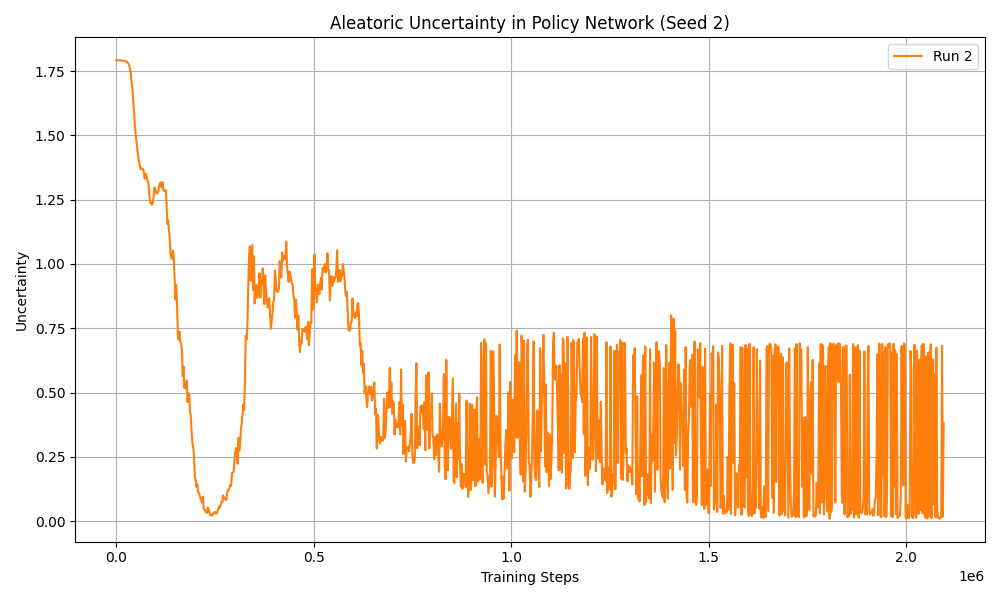 Aleatoric Uncertainty in Policy Network (Seed 2)
Run 2
Uncertainty
1.75
1.50
1.25
1.00
0.75
0.50
0.25
0.00
0.0 0.5 1.0 1.5 2.0
1e6
Training Steps